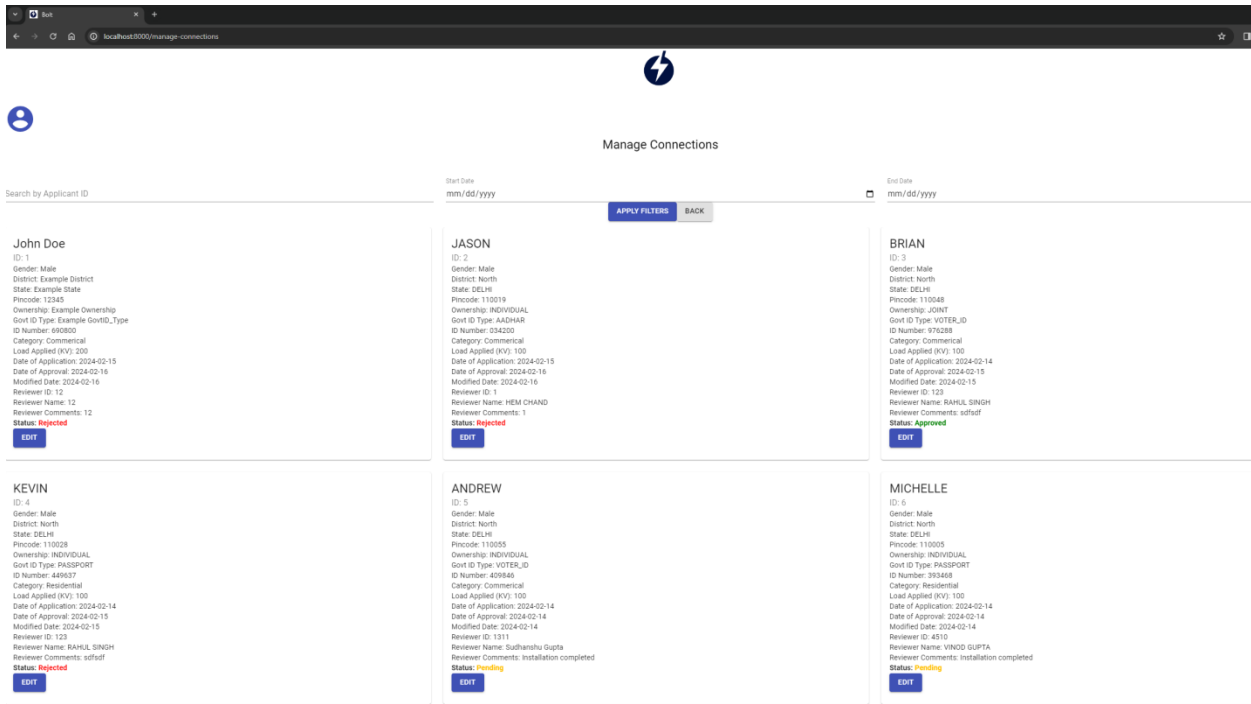 Bolt
localhost:8000/manage-connections
Manage Connections
Search by Applicant ID
Start Date
mm/dd/yyyy
End Date
mm/dd/yyyy
APPLY FILTERS BACK
John Doe
ID: 1
Gender: Male
District: Example District
State: Example State
Pincode: 12345
Ownership: Example Ownership
Govt ID Type: Example GovtID_Type
ID Number: 690800
Category: Commerical
Load Applied (KV): 200
Date of Application: 2024-02-15
Date of Approval: 2024-02-16
Modified Date: 2024-02-16
Reviewer ID: 12
Reviewer Name: 12
Reviewer Comments: 12
Status: Rejected
EDIT
JASON
ID: 2
Gender: Male
District: North
State: DELHI
Pincode: 110019
Ownership: INDIVIDUAL
Govt ID Type: AADHAR
ID Number: 034200
Category: Commerical
Load Applied (KV): 100
Date of Application: 2024-02-15
Date of Approval: 2024-02-16
Modified Date: 2024-02-16
Reviewer ID: 1
Reviewer Name: HEM CHAND
Reviewer Comments: 1
Status: Rejected
EDIT
BRIAN
ID: 3
Gender: Male
District: North
State: DELHI
Pincode: 110048
Ownership: JOINT
Govt ID Type: VOTER_ID
ID Number: 976288
Category: Commerical
Load Applied (KV): 100
Date of Application: 2024-02-14
Date of Approval: 2024-02-15
Modified Date: 2024-02-15
Reviewer ID: 123
Reviewer Name: RAHUL SINGH
Reviewer Comments: sdfsdf
Status: Approved
EDIT
KEVIN
ID: 4
Gender: Male
District: North
State: DELHI
Pincode: 110028
Ownership: INDIVIDUAL
Govt ID Type: PASSPORT
ID Number: 449637
Category: Residential
Load Applied (KV): 100
Date of Application: 2024-02-14
Date of Approval: 2024-02-15
Modified Date: 2024-02-15
Reviewer ID: 123
Reviewer Name: RAHUL SINGH
Reviewer Comments: sdfsdf
Status: Rejected
EDIT
ANDREW
ID: 5
Gender: Male
District: North
State: DELHI
Pincode: 110055
Ownership: INDIVIDUAL
Govt ID Type: VOTER_ID
ID Number: 409846
Category: Commerical
Load Applied (KV): 100
Date of Application: 2024-02-14
Date of Approval: 2024-02-14
Modified Date: 2024-02-14
Reviewer ID: 1311
Reviewer Name: Sudhanshu Gupta
Reviewer Comments: Installation completed
Status: Pending
EDIT
MICHELLE
ID: 6
Gender: Male
District: North
State: DELHI
Pincode: 110005
Ownership: INDIVIDUAL
Govt ID Type: PASSPORT
ID Number: 393468
Category: Residential
Load Applied (KV): 100
Date of Application: 2024-02-14
Date of Approval: 2024-02-14
Modified Date: 2024-02-14
Reviewer ID: 4510
Reviewer Name: VINOD GUPTA
Reviewer Comments: Installation completed
Status: Pending
EDIT